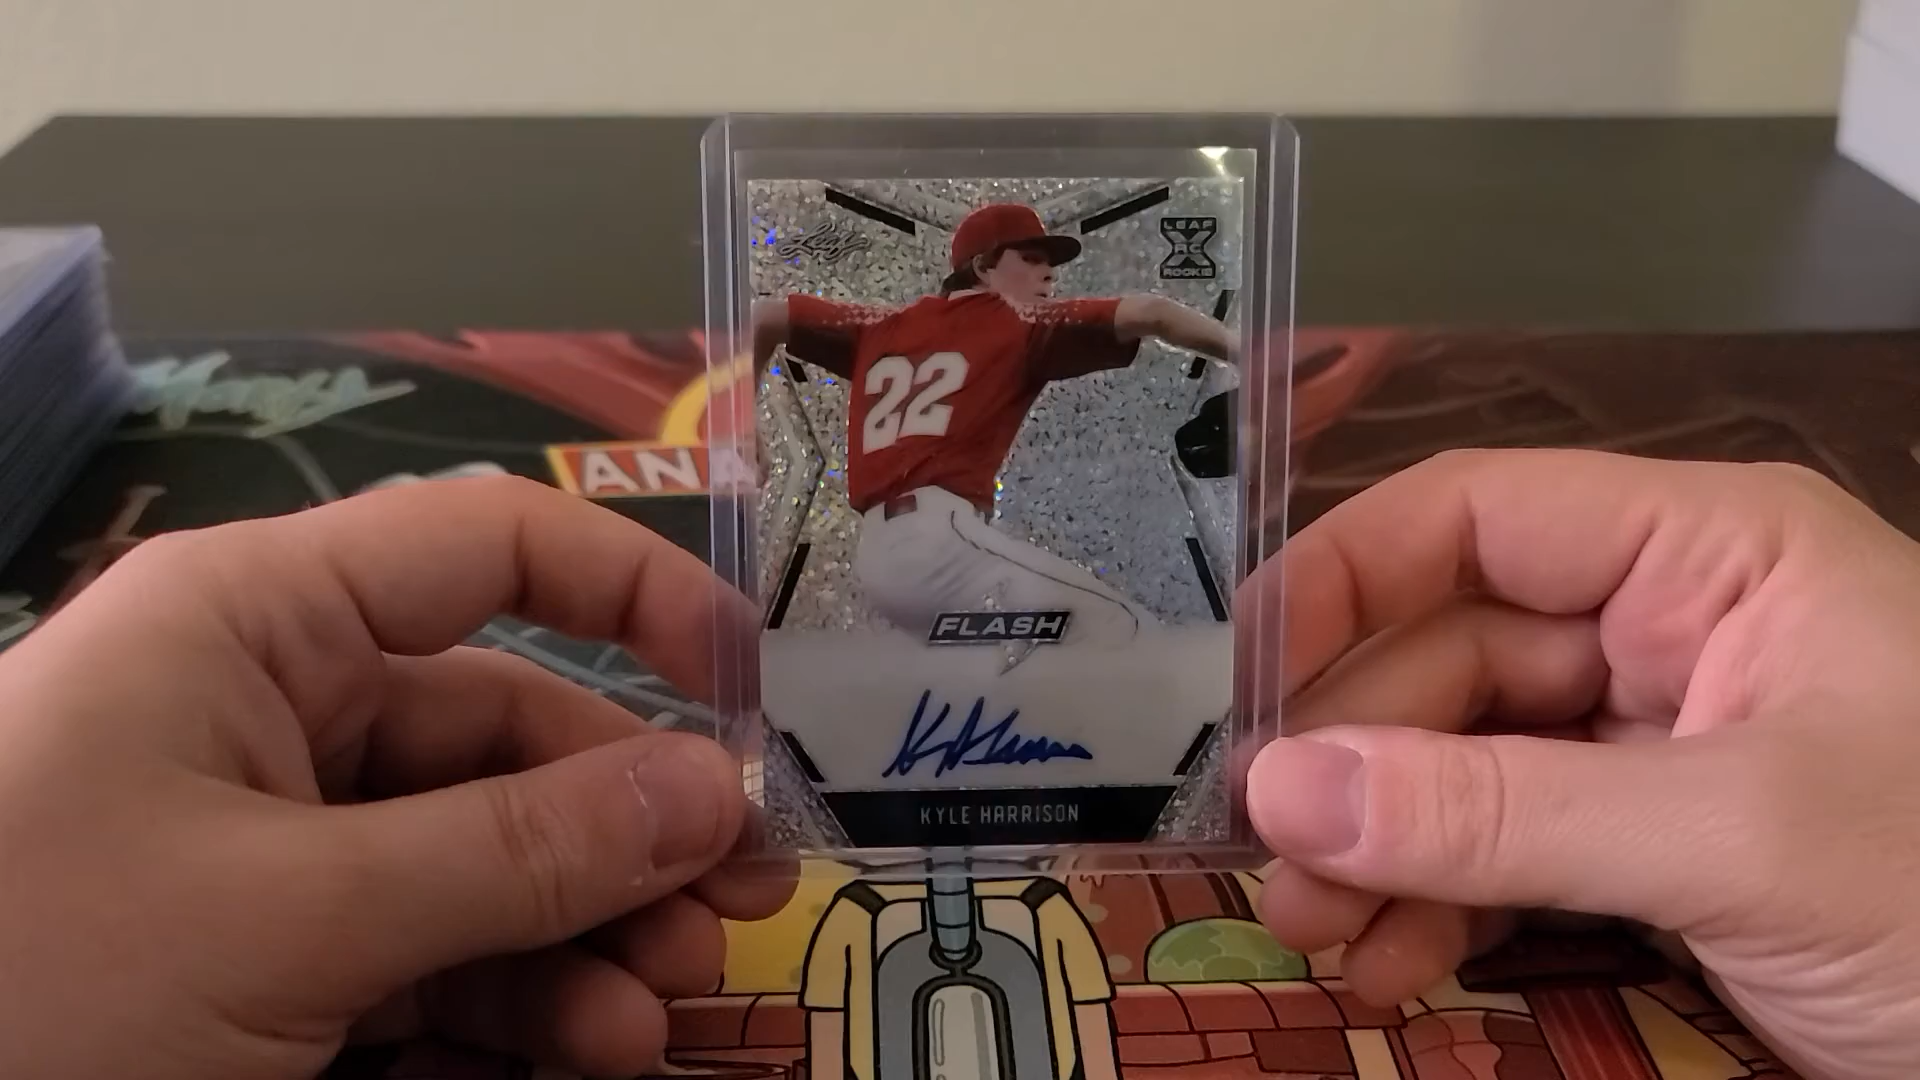 Leaf
LEAF
RC
ROOKIE
22
FLASH
KYLE HARRISON